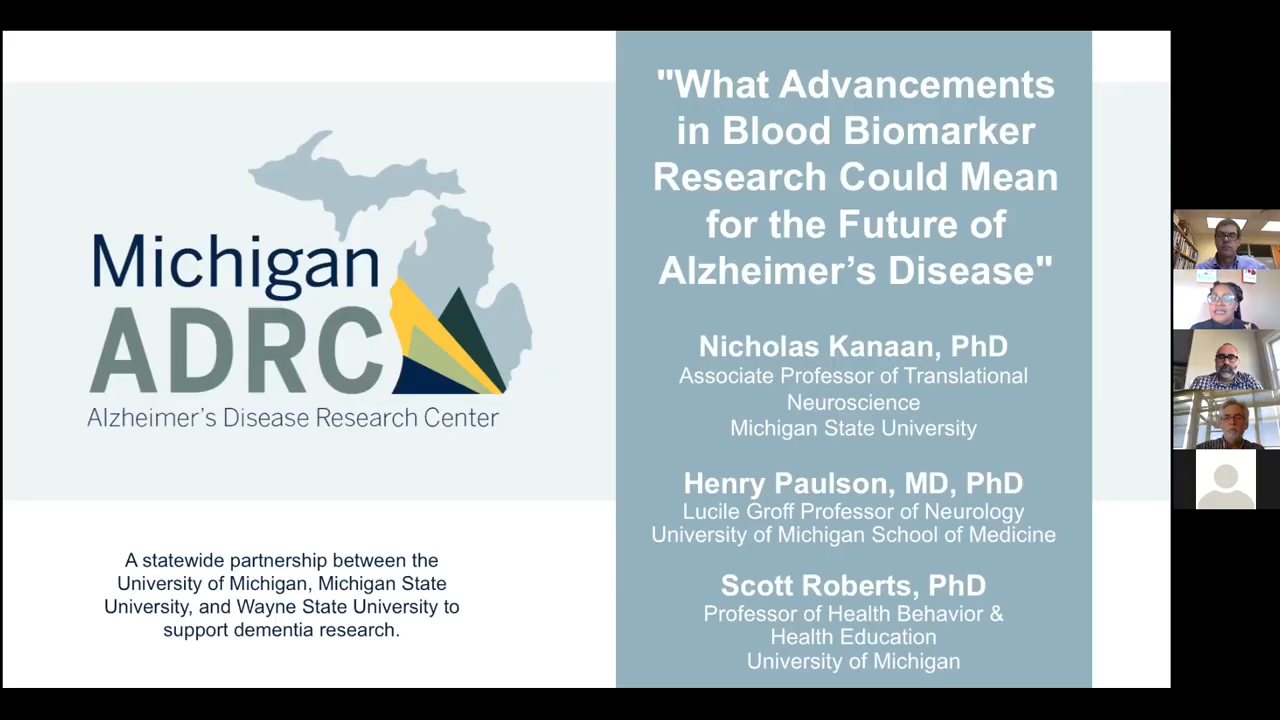 Michigan
ADRC
Alzheimer's Disease Research Center
A statewide partnership between the
University of Michigan, Michigan State
University, and Wayne State University to
support dementia research.
"What Advancements
in Blood Biomarker
Research Could Mean
for the Future of
Alzheimer's Disease"
Nicholas Kanaan, PhD
Associate Professor of Translational
Neuroscience
Michigan State University
Henry Paulson, MD, PhD
Lucile Groff Professor of Neurology
University of Michigan School of Medicine
Scott Roberts, PhD
Professor of Health Behavior &
Health Education
University of Michigan